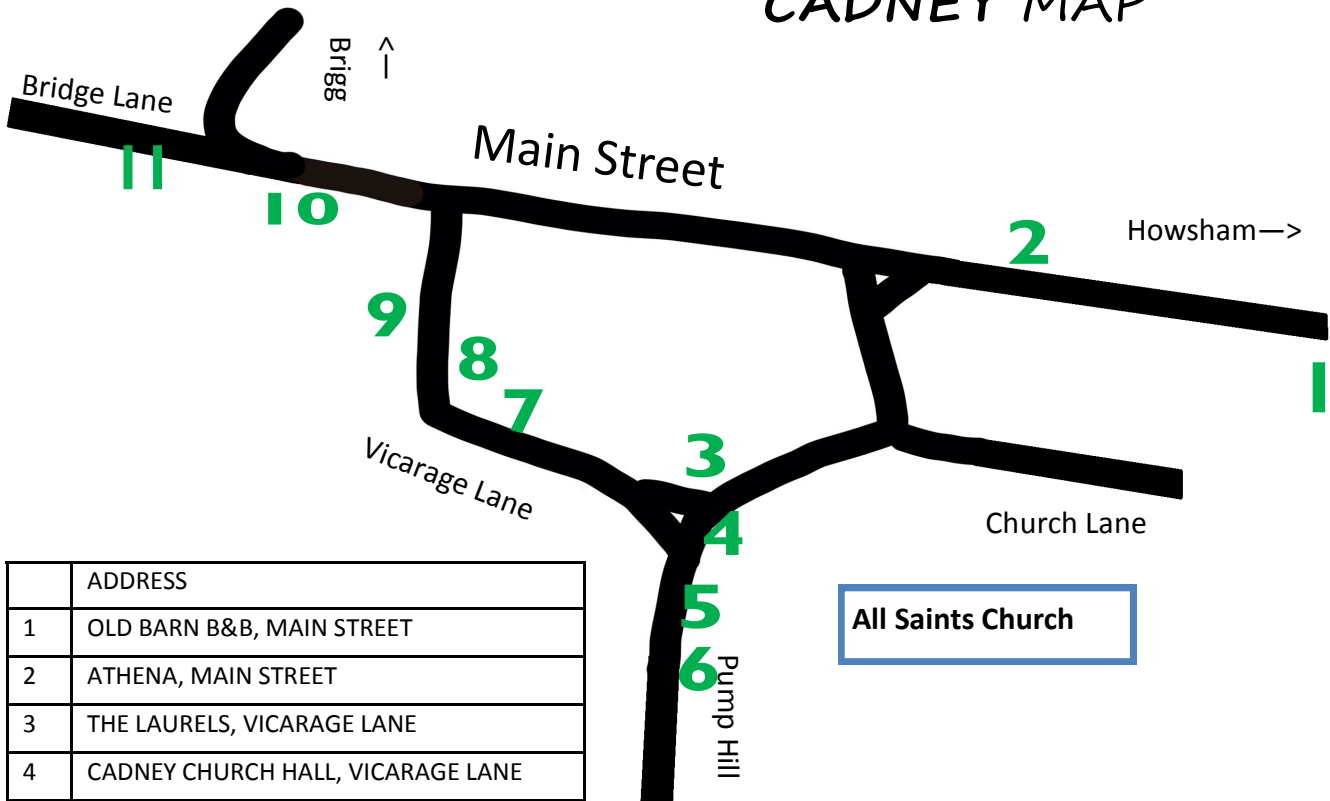 CADNEY MAP
<—
Brigg
Bridge Lane
Main Street
11
10
2
Howsham—>
9
8
1
7
3
Vicarage Lane
4
Church Lane
5
All Saints Church
6
Pump Hill
ADDRESS
1 OLD BARN B&B, MAIN STREET
2 ATHENA, MAIN STREET
3 THE LAURELS, VICARAGE LANE
4 CADNEY CHURCH HALL, VICARAGE LANE